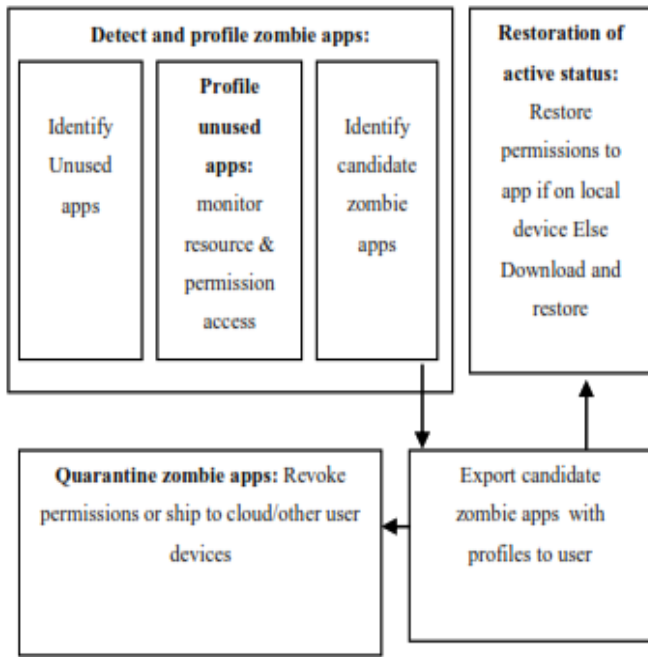 Detect and profile zombie apps:
Identify
Unused
apps
Profile
unused
apps:
monitor
resource &
permission
access
Identify
candidate
zombie
apps
Restoration of
active status:
Restore
permissions to
app if on local
device Else
Download and
restore
Quarantine zombie apps: Revoke
permissions or ship to cloud/other user
devices
Export candidate
zombie apps with
profiles to user